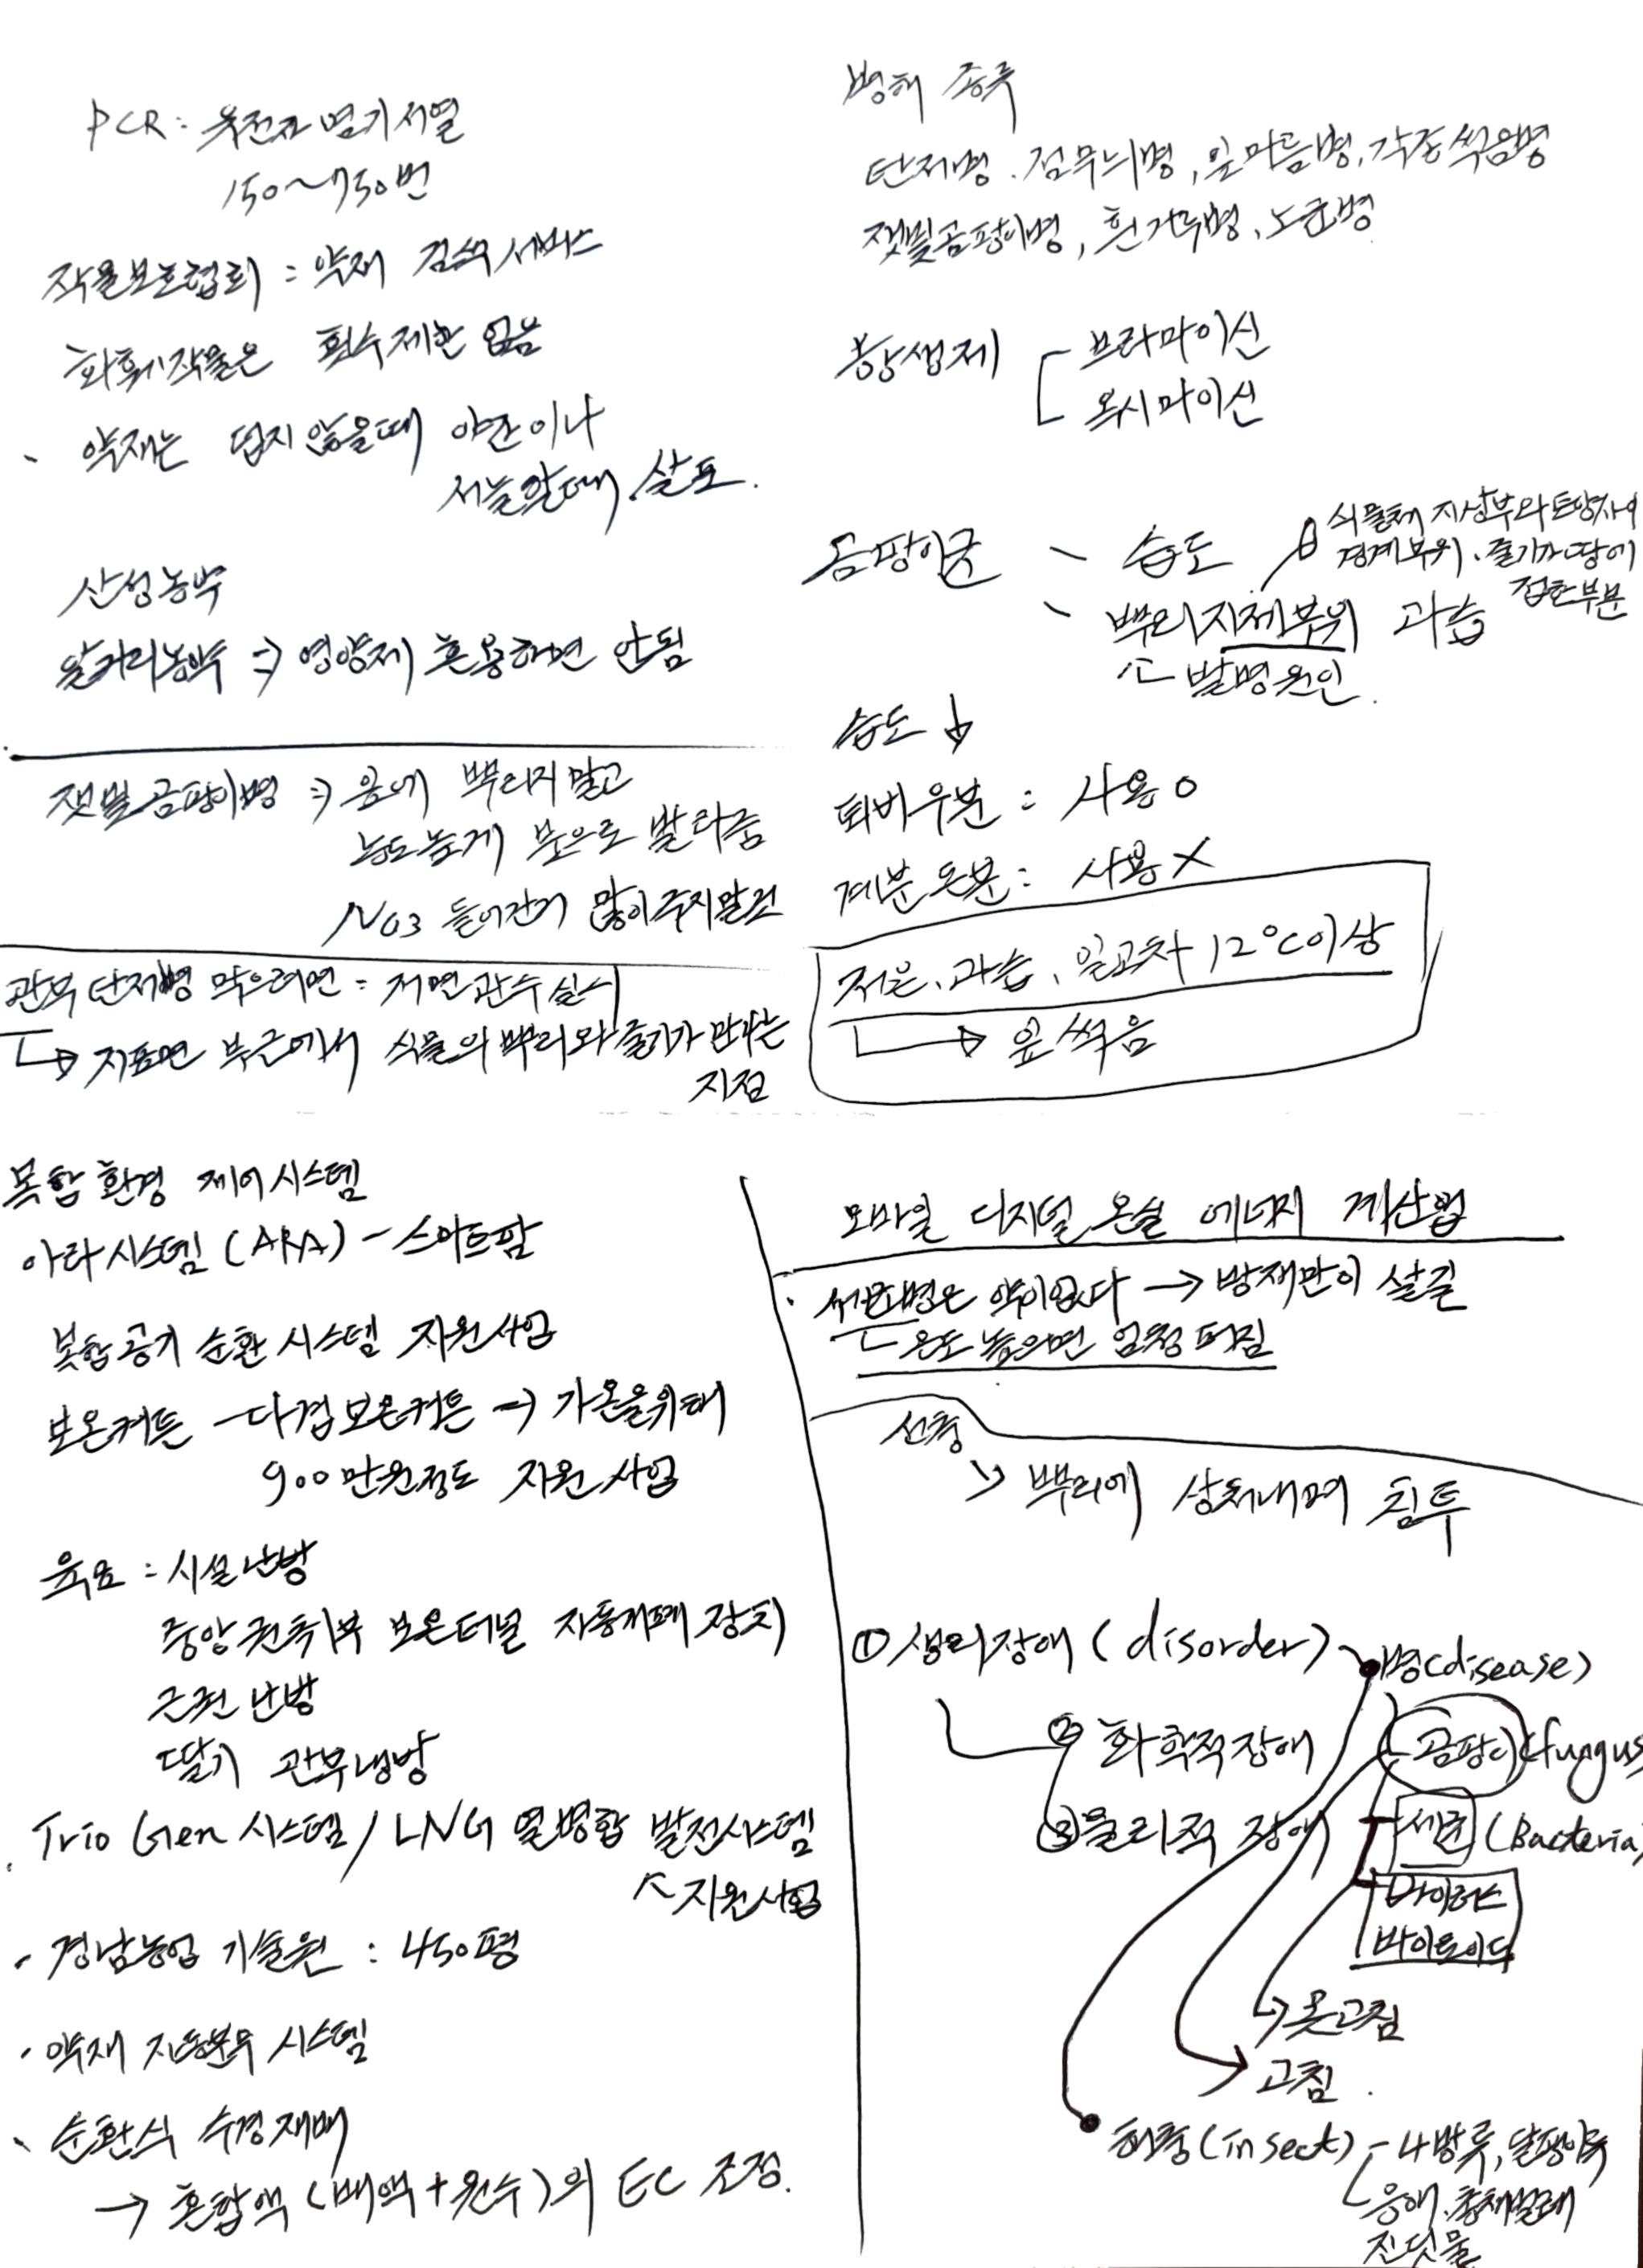 PCR: 유전자 염기서열
150~750번
작물보호협회 : 약재 검색서비스
화훼작물은 횟수제한 없음
약재는 덥지 않을때 야간이나
서늘할때 살포.
산성농약
알카리농약 => 영양제 혼용하면 안됨
잿빛곰팡이병 => 꽃에 뿌리지말고
농도높게 붓으로 발라줌
NO3 들어간거 많이주지말것
관부 탄저병 막으려면 = 저면관수실시
↳ 지표면 부근에서 식물의 뿌리와 줄기가 만나는
지점
병해 종류
탄저병. 점무늬병, 잎마름병, 각종썩음병
잿빛곰팡이병, 흰가루병, 노균병
항생제
브라마이신
옥시마이신
곰팡이균 - 습도
식물체 지상부와 토양사이
경계부위. 줄기가 땅에
접한부분
- 뿌리지제부위 과습
ㄴ 발병원인.
습도 ↓
퇴비우분 : 사용 O
계분돈분 : 사용 X
저온, 과습, 일교차 12°C이상
↳ 잎썩음
복합환경 제어시스템
아라시스템(ARA) - 스마트팜
복합공기 순환 시스템 지원사업
보온커튼 - 다겹보온커튼 → 가온을위해
900만원정도 지원사업
육묘 : 시설난방
중앙권취부 보온터널 자동개폐장치
근권난방
딸기 관부냉방
Trio Gen 시스템 / LNG 열병합 발전시스템
↖ 지원사업
· 경남농업 기술원 : 450평
· 약재 자동분무 시스템
· 순환식 수경재배
→ 혼합액 (배액+원수)의 EC 조정.
모바일 디지털 온실 에너지 계산법
· 세균병은 약이없다 → 방재만이 살길
ㄴ 온도 높으면 엄청 퍼짐
선충
↘ 뿌리에 상처내며 침투
① 생리장애 (disorder)
병(disease)
② 화학적장애
곰팡이 (fungus
③ 물리적 장애
세균 (Bacteria)
바이러스
바이로이드
→ 못고침
→ 고침.
해충(insect) - 나방류, 달팽이류
ㄴ 응애. 총채벌레
진딧물